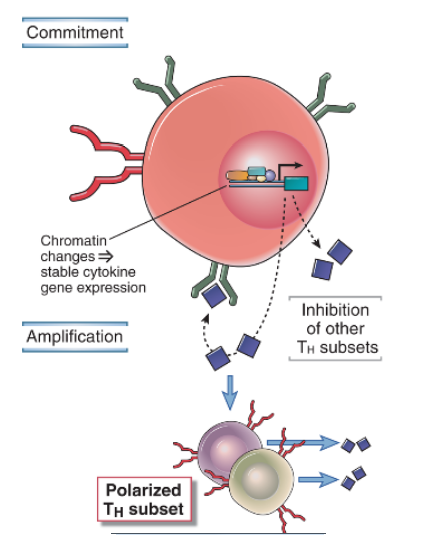 Commitment
Chromatin
changes ⇒
stable cytokine
gene expression
Inhibition
of other
TH subsets
Amplification
Polarized
TH subset